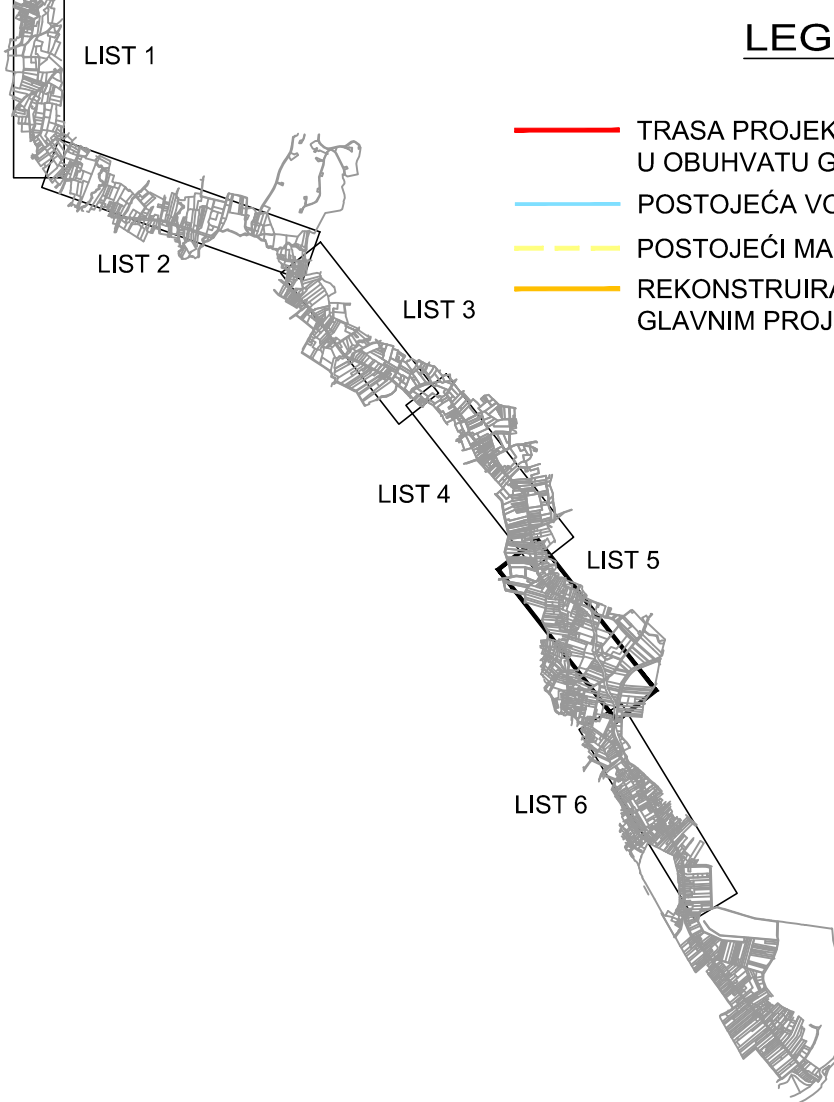 LEG
LIST 1
TRASA PROJEK
U OBUHVATU G
POSTOJEĆA VO
POSTOJEĆI MA
REKONSTRUIRA
GLAVNIM PROJ
LIST 2
LIST 3
LIST 4
LIST 5
LIST 6